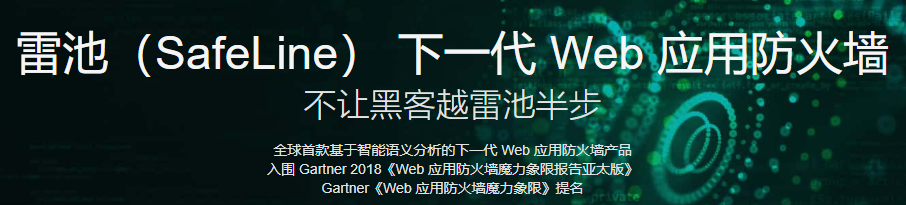 雷池（SafeLine） 下一代 Web 应用防火墙
不让黑客越雷池半步
全球首款基于智能语义分析的下一代 Web 应用防火墙产品
入围 Gartner 2018《Web 应用防火墙魔力象限报告亚太版》
Gartner《Web 应用防火墙魔力象限》提名
private